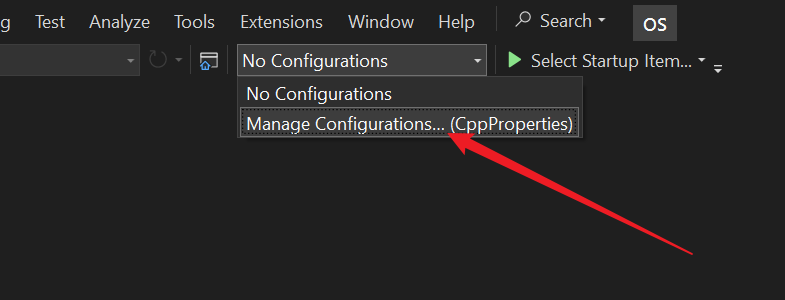 g Test Analyze Tools Extensions Window Help Search OS
No Configurations Select Startup Item...
No Configurations
Manage Configurations... (CppProperties)